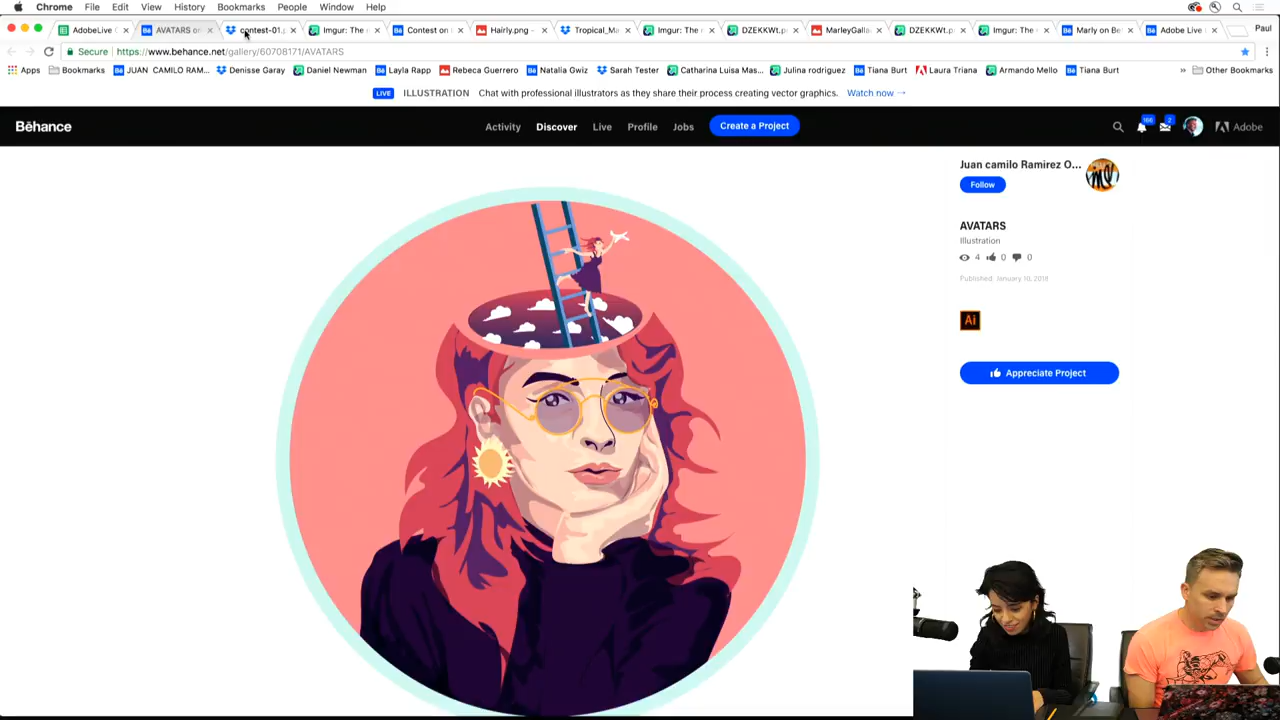 Chrome File Edit View History Bookmarks People Window Help
AdobeLive AVATARS on contest-01.p Imgur: The Contest on Hairly.png - Tropical_Ma Imgur: The DZEKKWt.p MarleyGalla DZEKKWt.p Imgur: The Marly on Be Adobe Live Paul
Secure https://www.behance.net/gallery/60708171/AVATARS
Apps Bookmarks JUAN CAMILO RAM... Denisse Garay Daniel Newman Layla Rapp Rebeca Guerrero Natalia Gwiz Sarah Tester Catharina Luisa Mas... Julina rodriguez Tiana Burt Laura Triana Armando Mello Tiana Burt » Other Bookmarks
LIVE ILLUSTRATION Chat with professional illustrators as they share their process creating vector graphics. Watch now →
Bēhance Activity Discover Live Profile Jobs Create a Project 166 2 Adobe
Juan camilo Ramirez O...
Follow
AVATARS
Illustration
4 0 0
Published: January 10, 2018
Ai
Appreciate Project